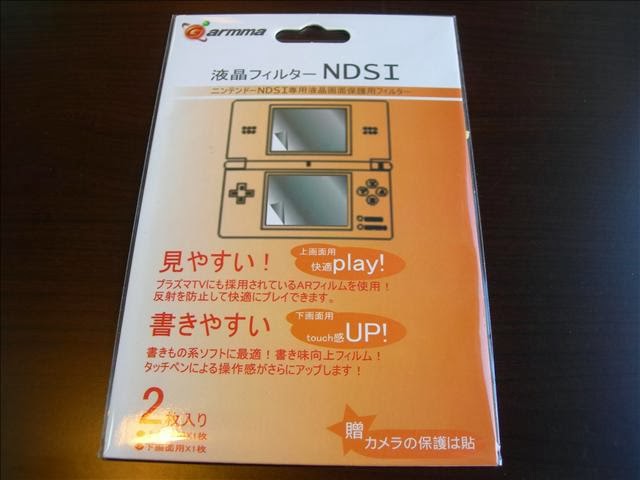 Garmma
液晶フィルター NDSI
ニンテンドーNDSI専用液晶画面保護用フィルター
見やすい!
上画面用
快適play!
プラズマTVにも採用されているARフィルムを使用!
反射を防止して快適にプレイできます。
書きやすい
下画面用
touch感UP!
書きもの系ソフトに最適!書き味向上フィルム!
タッチペンによる操作感がさらにアップします!
2枚入り
●下画面用×1枚
贈
カメラの保護は貼